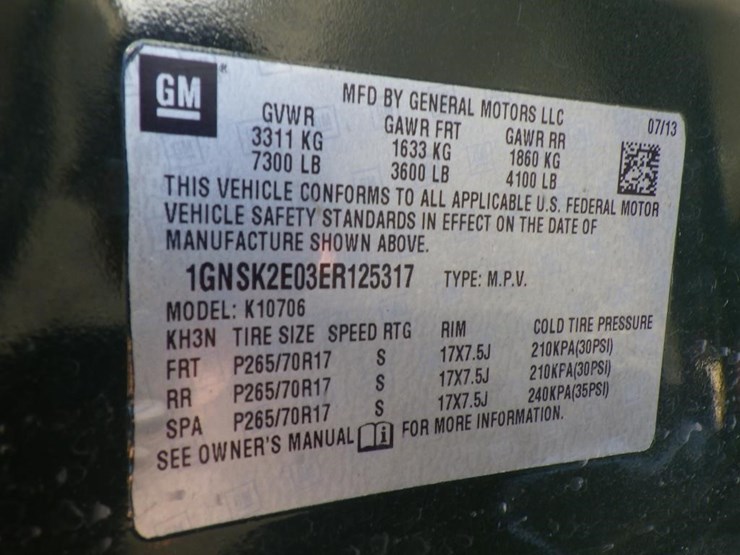 GM
MFD BY GENERAL MOTORS LLC 07/13
GVWR GAWR FRT GAWR RR
3311 KG 1633 KG 1860 KG
7300 LB 3600 LB 4100 LB
THIS VEHICLE CONFORMS TO ALL APPLICABLE U.S. FEDERAL MOTOR
VEHICLE SAFETY STANDARDS IN EFFECT ON THE DATE OF
MANUFACTURE SHOWN ABOVE.
1GNSK2E03ER125317 TYPE: M.P.V.
MODEL: K10706
KH3N TIRE SIZE SPEED RTG RIM COLD TIRE PRESSURE
FRT P265/70R17 S 17X7.5J 210KPA(30PSI)
RR P265/70R17 S 17X7.5J 210KPA(30PSI)
SPA P265/70R17 S 17X7.5J 240KPA(35PSI)
SEE OWNER'S MANUAL i FOR MORE INFORMATION.